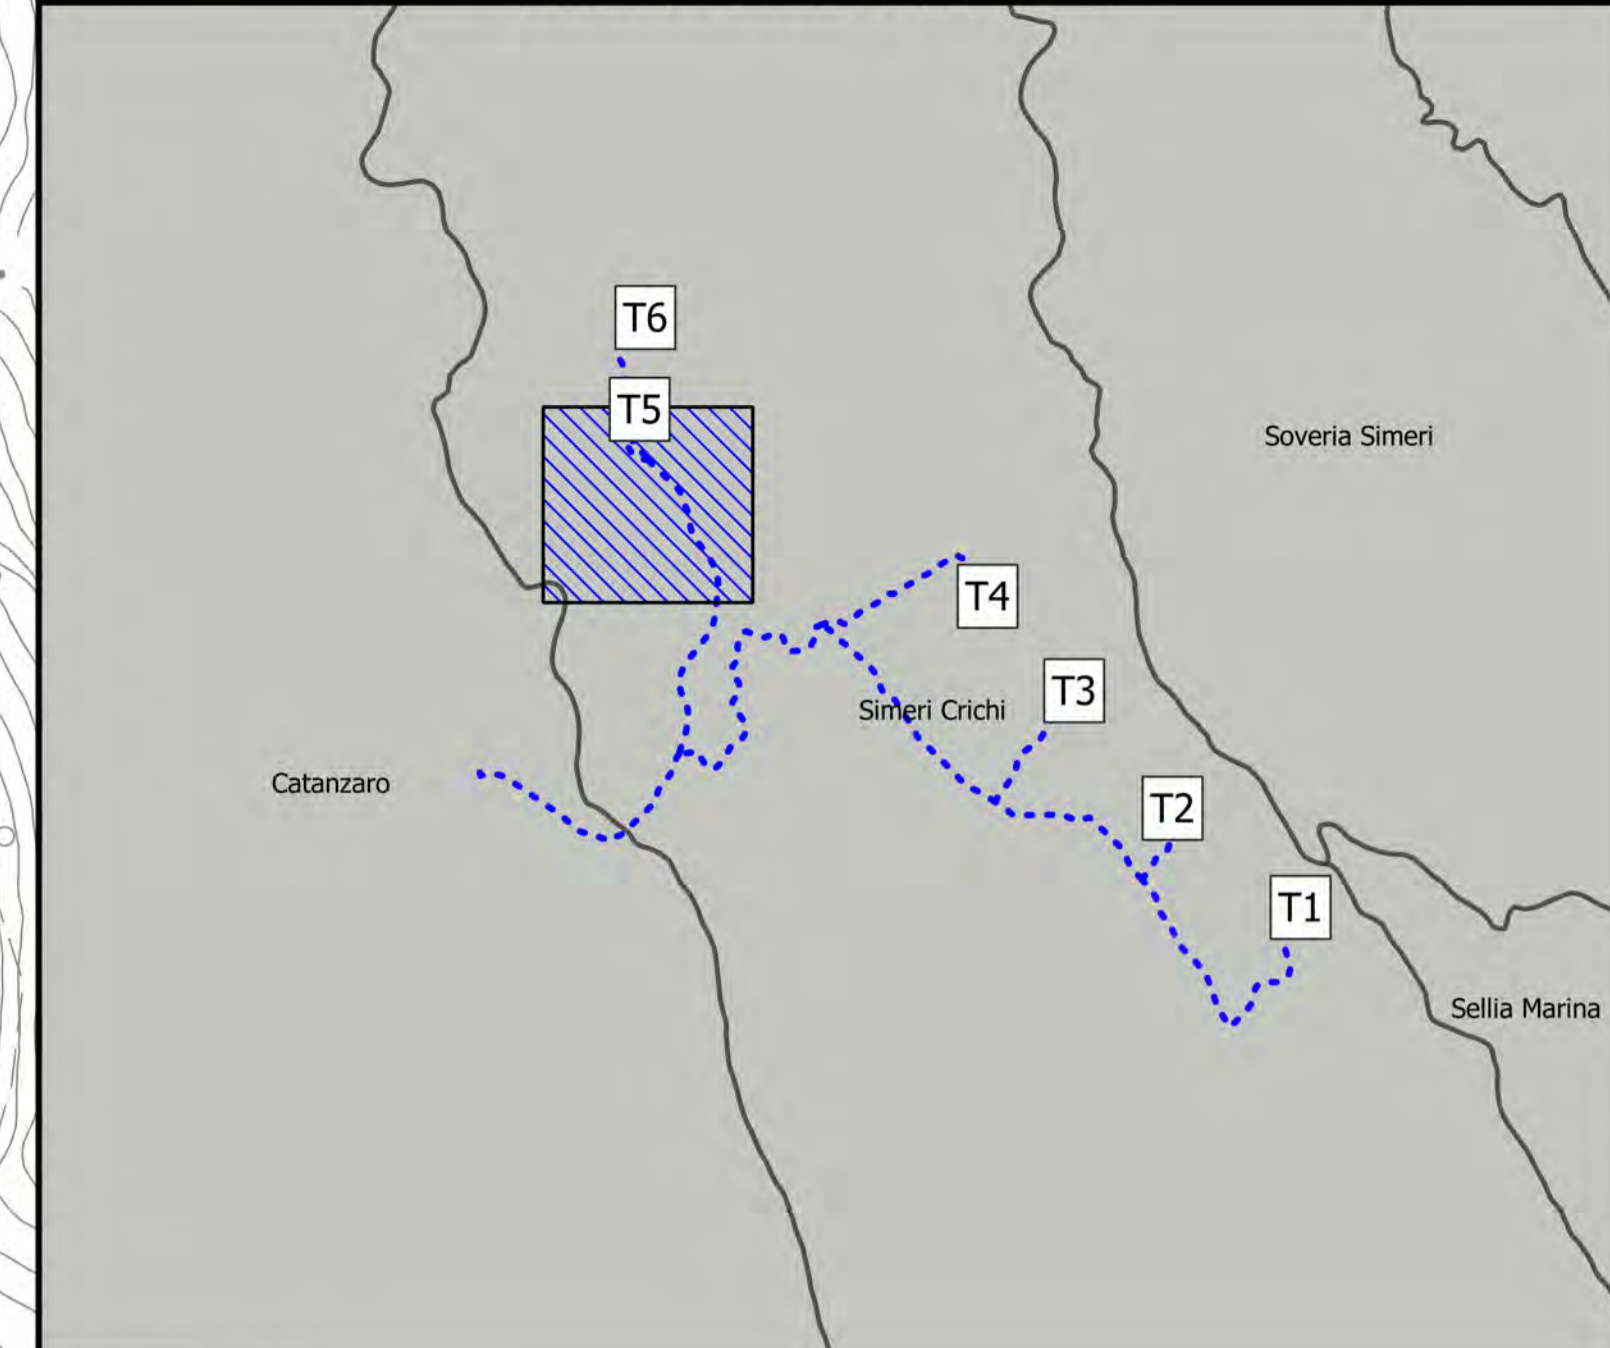 T6
T5
Soveria Simeri
T4
T3
Simeri Crichi
Catanzaro
T2
T1
Sellia Marina